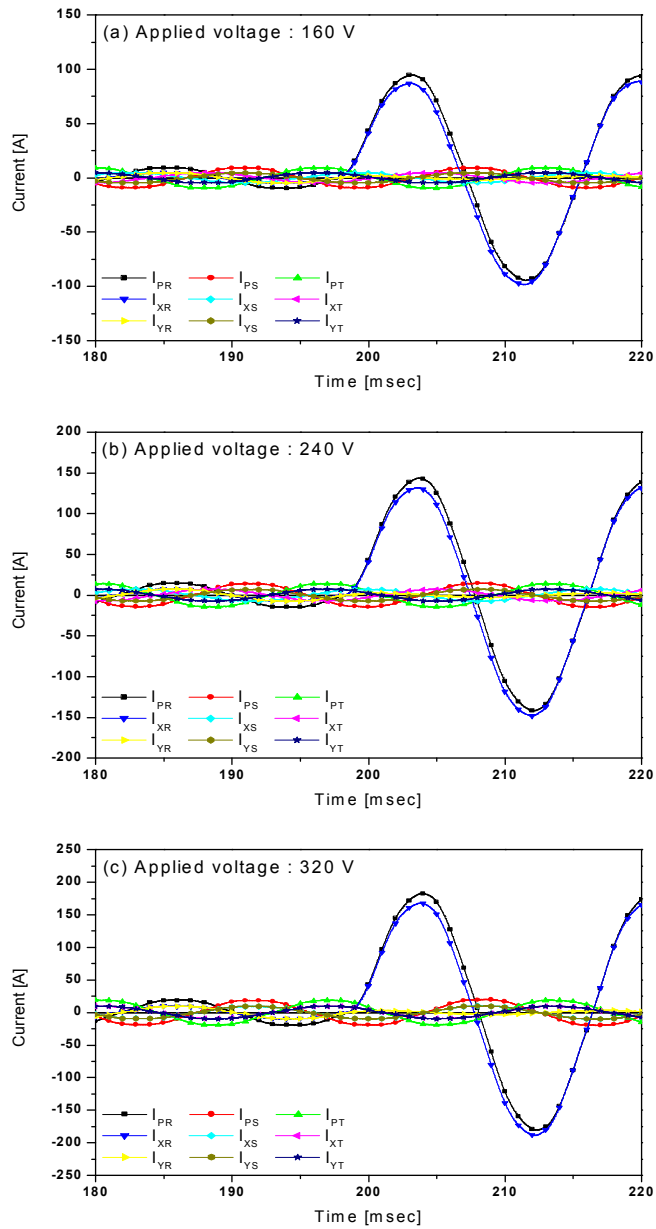 (a) Applied voltage : 160 V
150
100
50
0
-50
-100
-150
Current [A]
I_PR I_PS I_PT
I_XR I_XS I_XT
I_YR I_YS I_YT
180 190 200 210 220
Time [msec]
(b) Applied voltage : 240 V
200
150
100
50
0
-50
-100
-150
-200
Current [A]
I_PR I_PS I_PT
I_XR I_XS I_XT
I_YR I_YS I_YT
180 190 200 210 220
Time [msec]
(c) Applied voltage : 320 V
250
200
150
100
50
0
-50
-100
-150
-200
-250
Current [A]
I_PR I_PS I_PT
I_XR I_XS I_XT
I_YR I_YS I_YT
180 190 200 210 220
Time [msec]